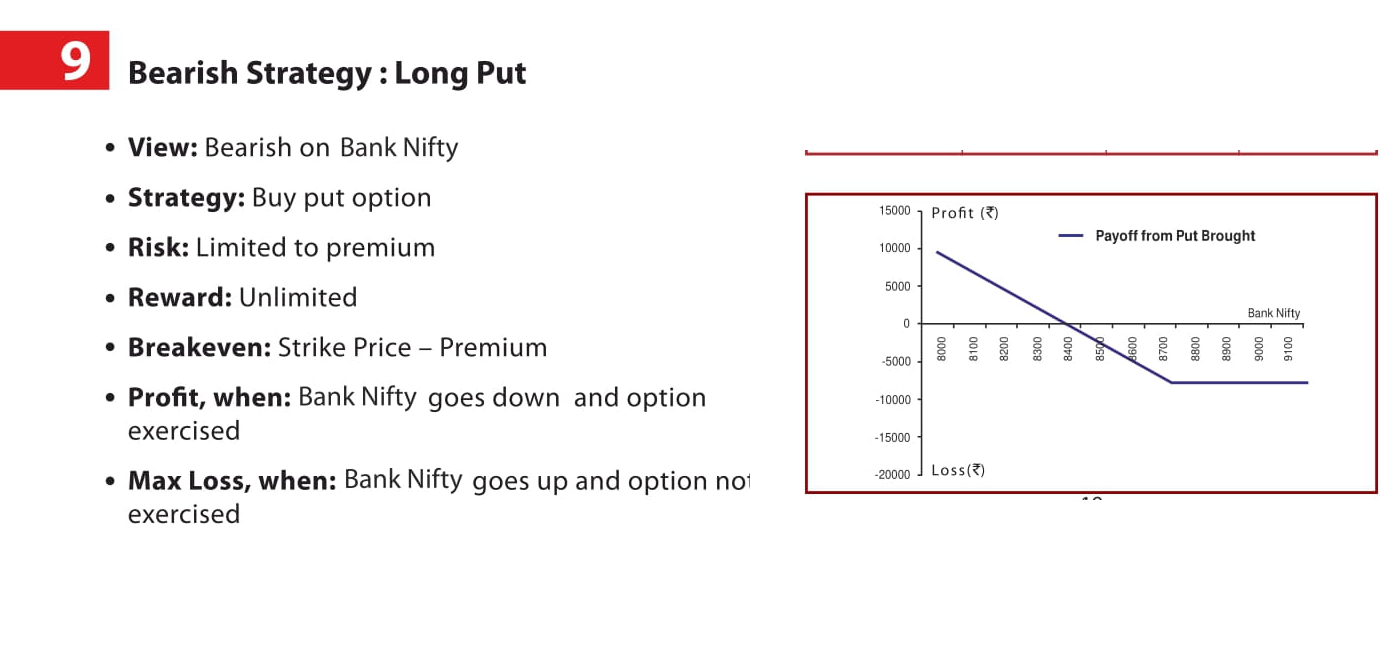 9
Bearish Strategy : Long Put
• View: Bearish on Bank Nifty
• Strategy: Buy put option
• Risk: Limited to premium
• Reward: Unlimited
• Breakeven: Strike Price – Premium
• Profit, when: Bank Nifty goes down and option
exercised
• Max Loss, when: Bank Nifty goes up and option not
exercised
15000
Profit (₹)
Payoff from Put Brought
10000
5000
Bank Nifty
0
8000 8100 8200 8300 8400 8500 8600 8700 8800 8900 9000 9100
-5000
-10000
-15000
-20000
Loss(₹)